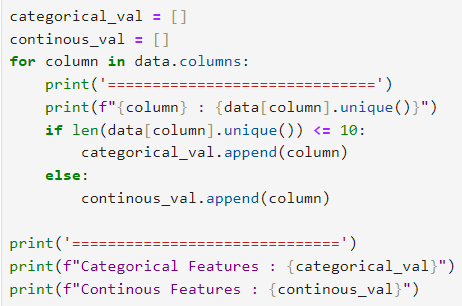 categorical_val = []
continous_val = []
for column in data.columns:
    print('==============================')
    print(f"{column} : {data[column].unique()}")
    if len(data[column].unique()) <= 10:
        categorical_val.append(column)
    else:
        continous_val.append(column)

print('==============================')
print(f"Categorical Features : {categorical_val}")
print(f"Continous Features : {continous_val}")